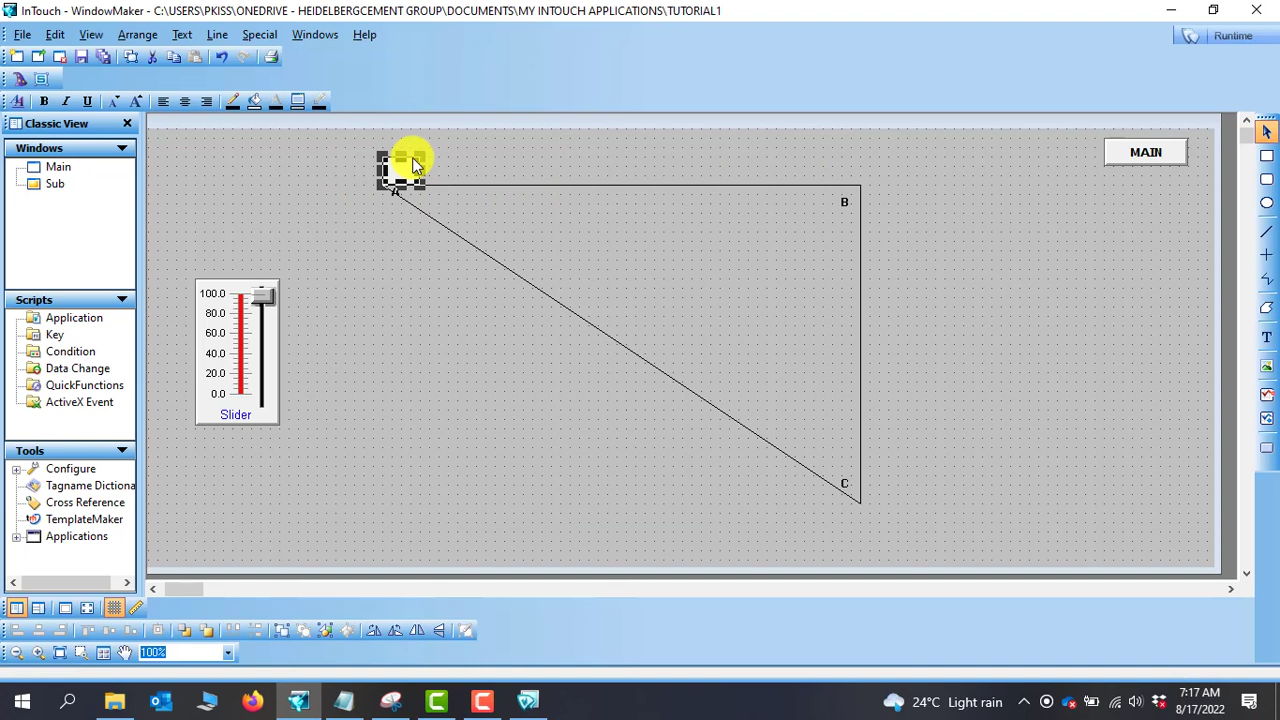 InTouch - WindowMaker - C:\USERS\PKISS\ONEDRIVE - HEIDELBERGCEMENT GROUP\DOCUMENTS\MY INTOUCH APPLICATIONS\TUTORIAL1
File Edit View Arrange Text Line Special Windows Help
Runtime
B I U A A
Classic View
Windows
Main
Sub
Scripts
Application
Key
Condition
Data Change
QuickFunctions
ActiveX Event
Tools
Configure
Tagname Dictiona
Cross Reference
TemplateMaker
Applications
MAIN
A
B
C
100.0
80.0
60.0
40.0
20.0
0.0
Slider
T
100%
24°C Light rain
7:17 AM
8/17/2022